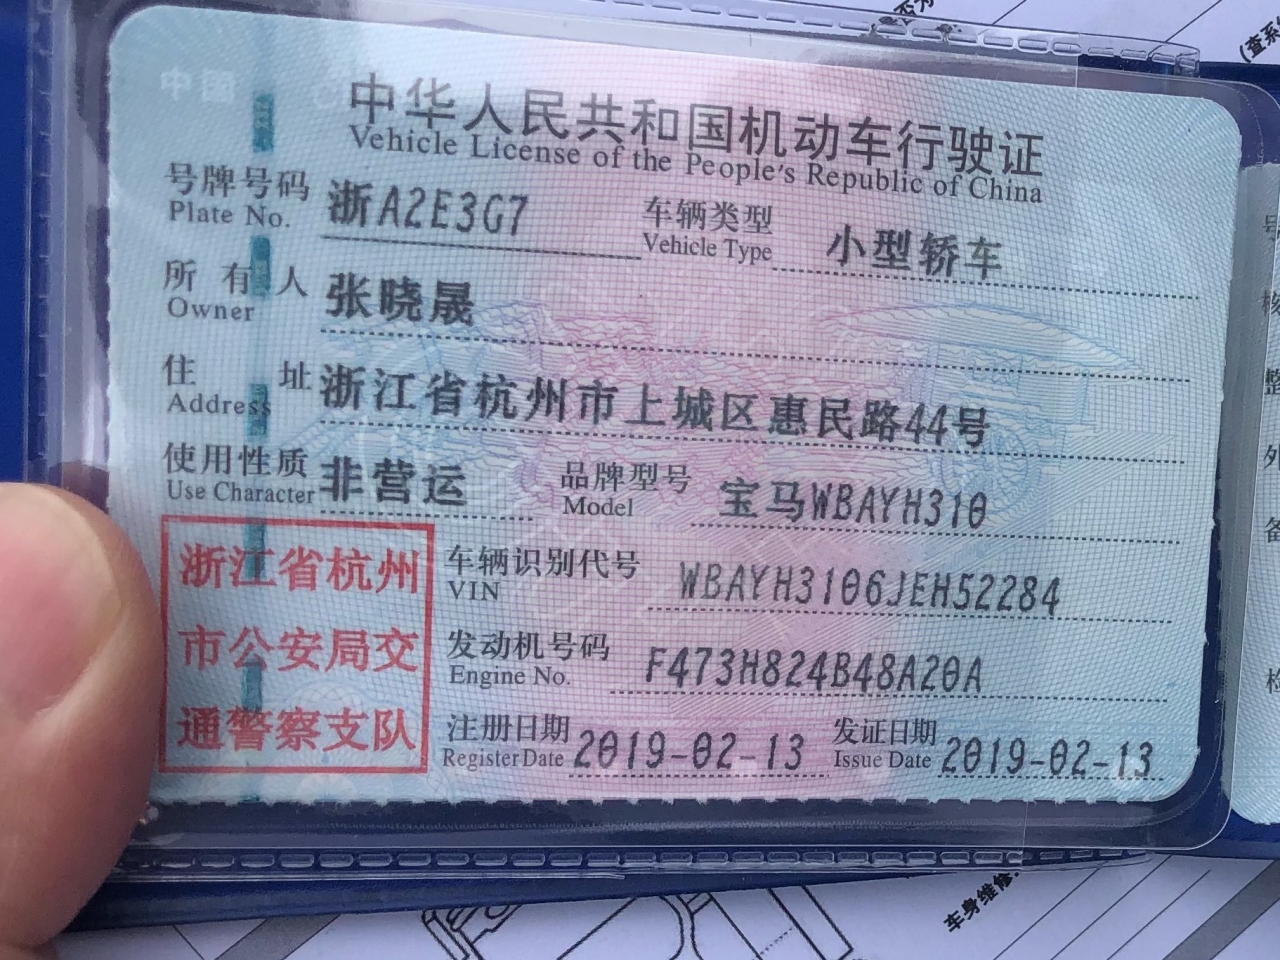 中国
中华人民共和国机动车行驶证
Vehicle License of the People's Republic of China
号牌号码 浙A2E3G7 车辆类型 小型轿车
Plate No. Vehicle Type
所有人 张晓晟
Owner
住址 浙江省杭州市上城区惠民路44号
Address
使用性质 非营运 品牌型号 宝马WBAYH310
Use Character Model
浙江省杭州
市公安局交
通警察支队
车辆识别代号 WBAYH3106JEH52284
VIN
发动机号码 F473H824B48A20A
Engine No.
注册日期 2019-02-13 发证日期 2019-02-13
Register Date Issue Date
车身维修